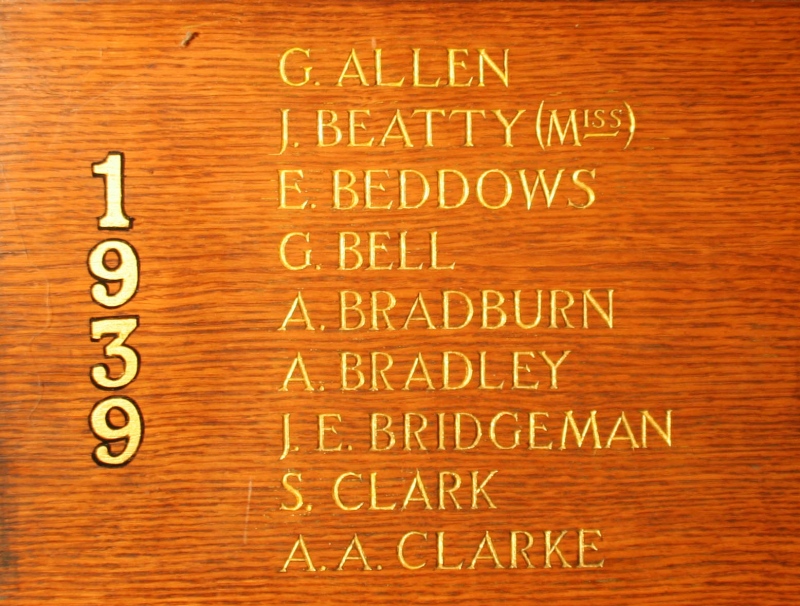 1939
G. ALLEN
J. BEATTY (MISS)
E. BEDDOWS
G. BELL
A. BRADBURN
A. BRADLEY
J. E. BRIDGEMAN
S. CLARK
A. A. CLARKE